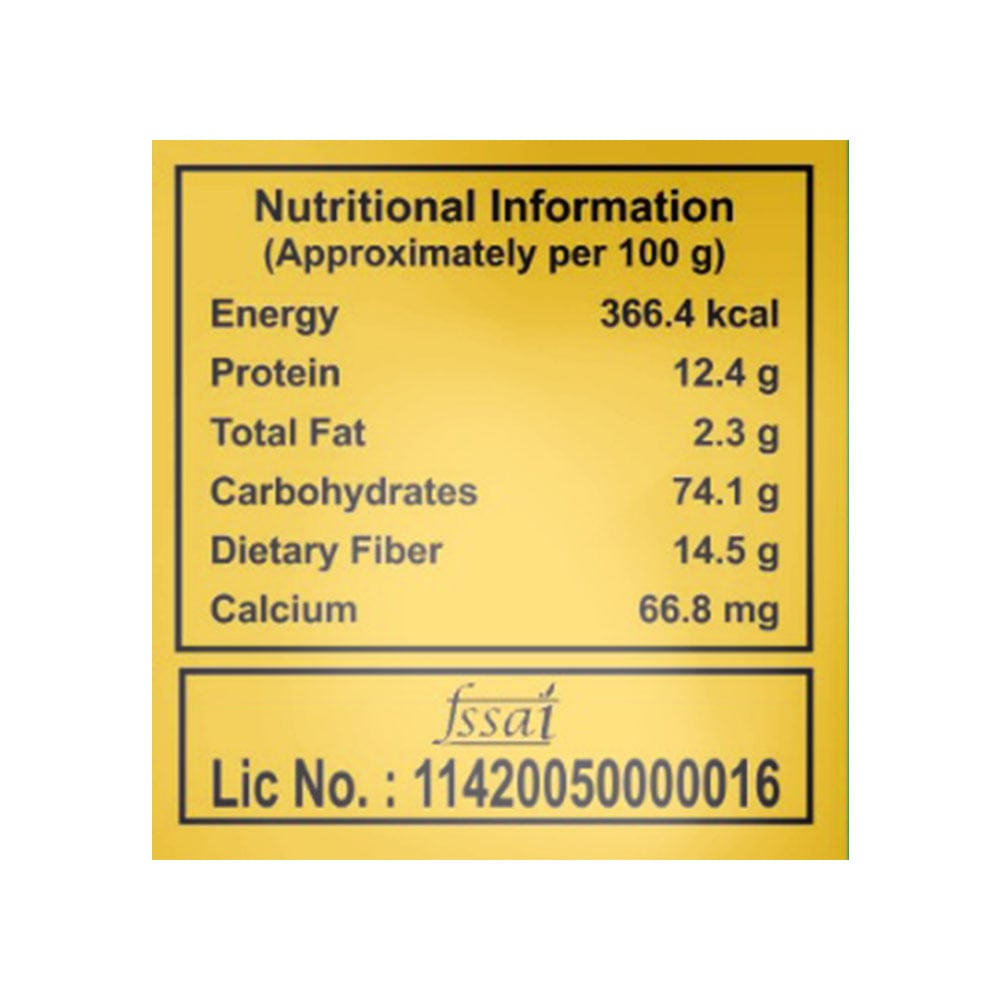 Nutritional Information
(Approximately per 100 g)
Energy 366.4 kcal
Protein 12.4 g
Total Fat 2.3 g
Carbohydrates 74.1 g
Dietary Fiber 14.5 g
Calcium 66.8 mg
fssai
Lic No. : 11420050000016